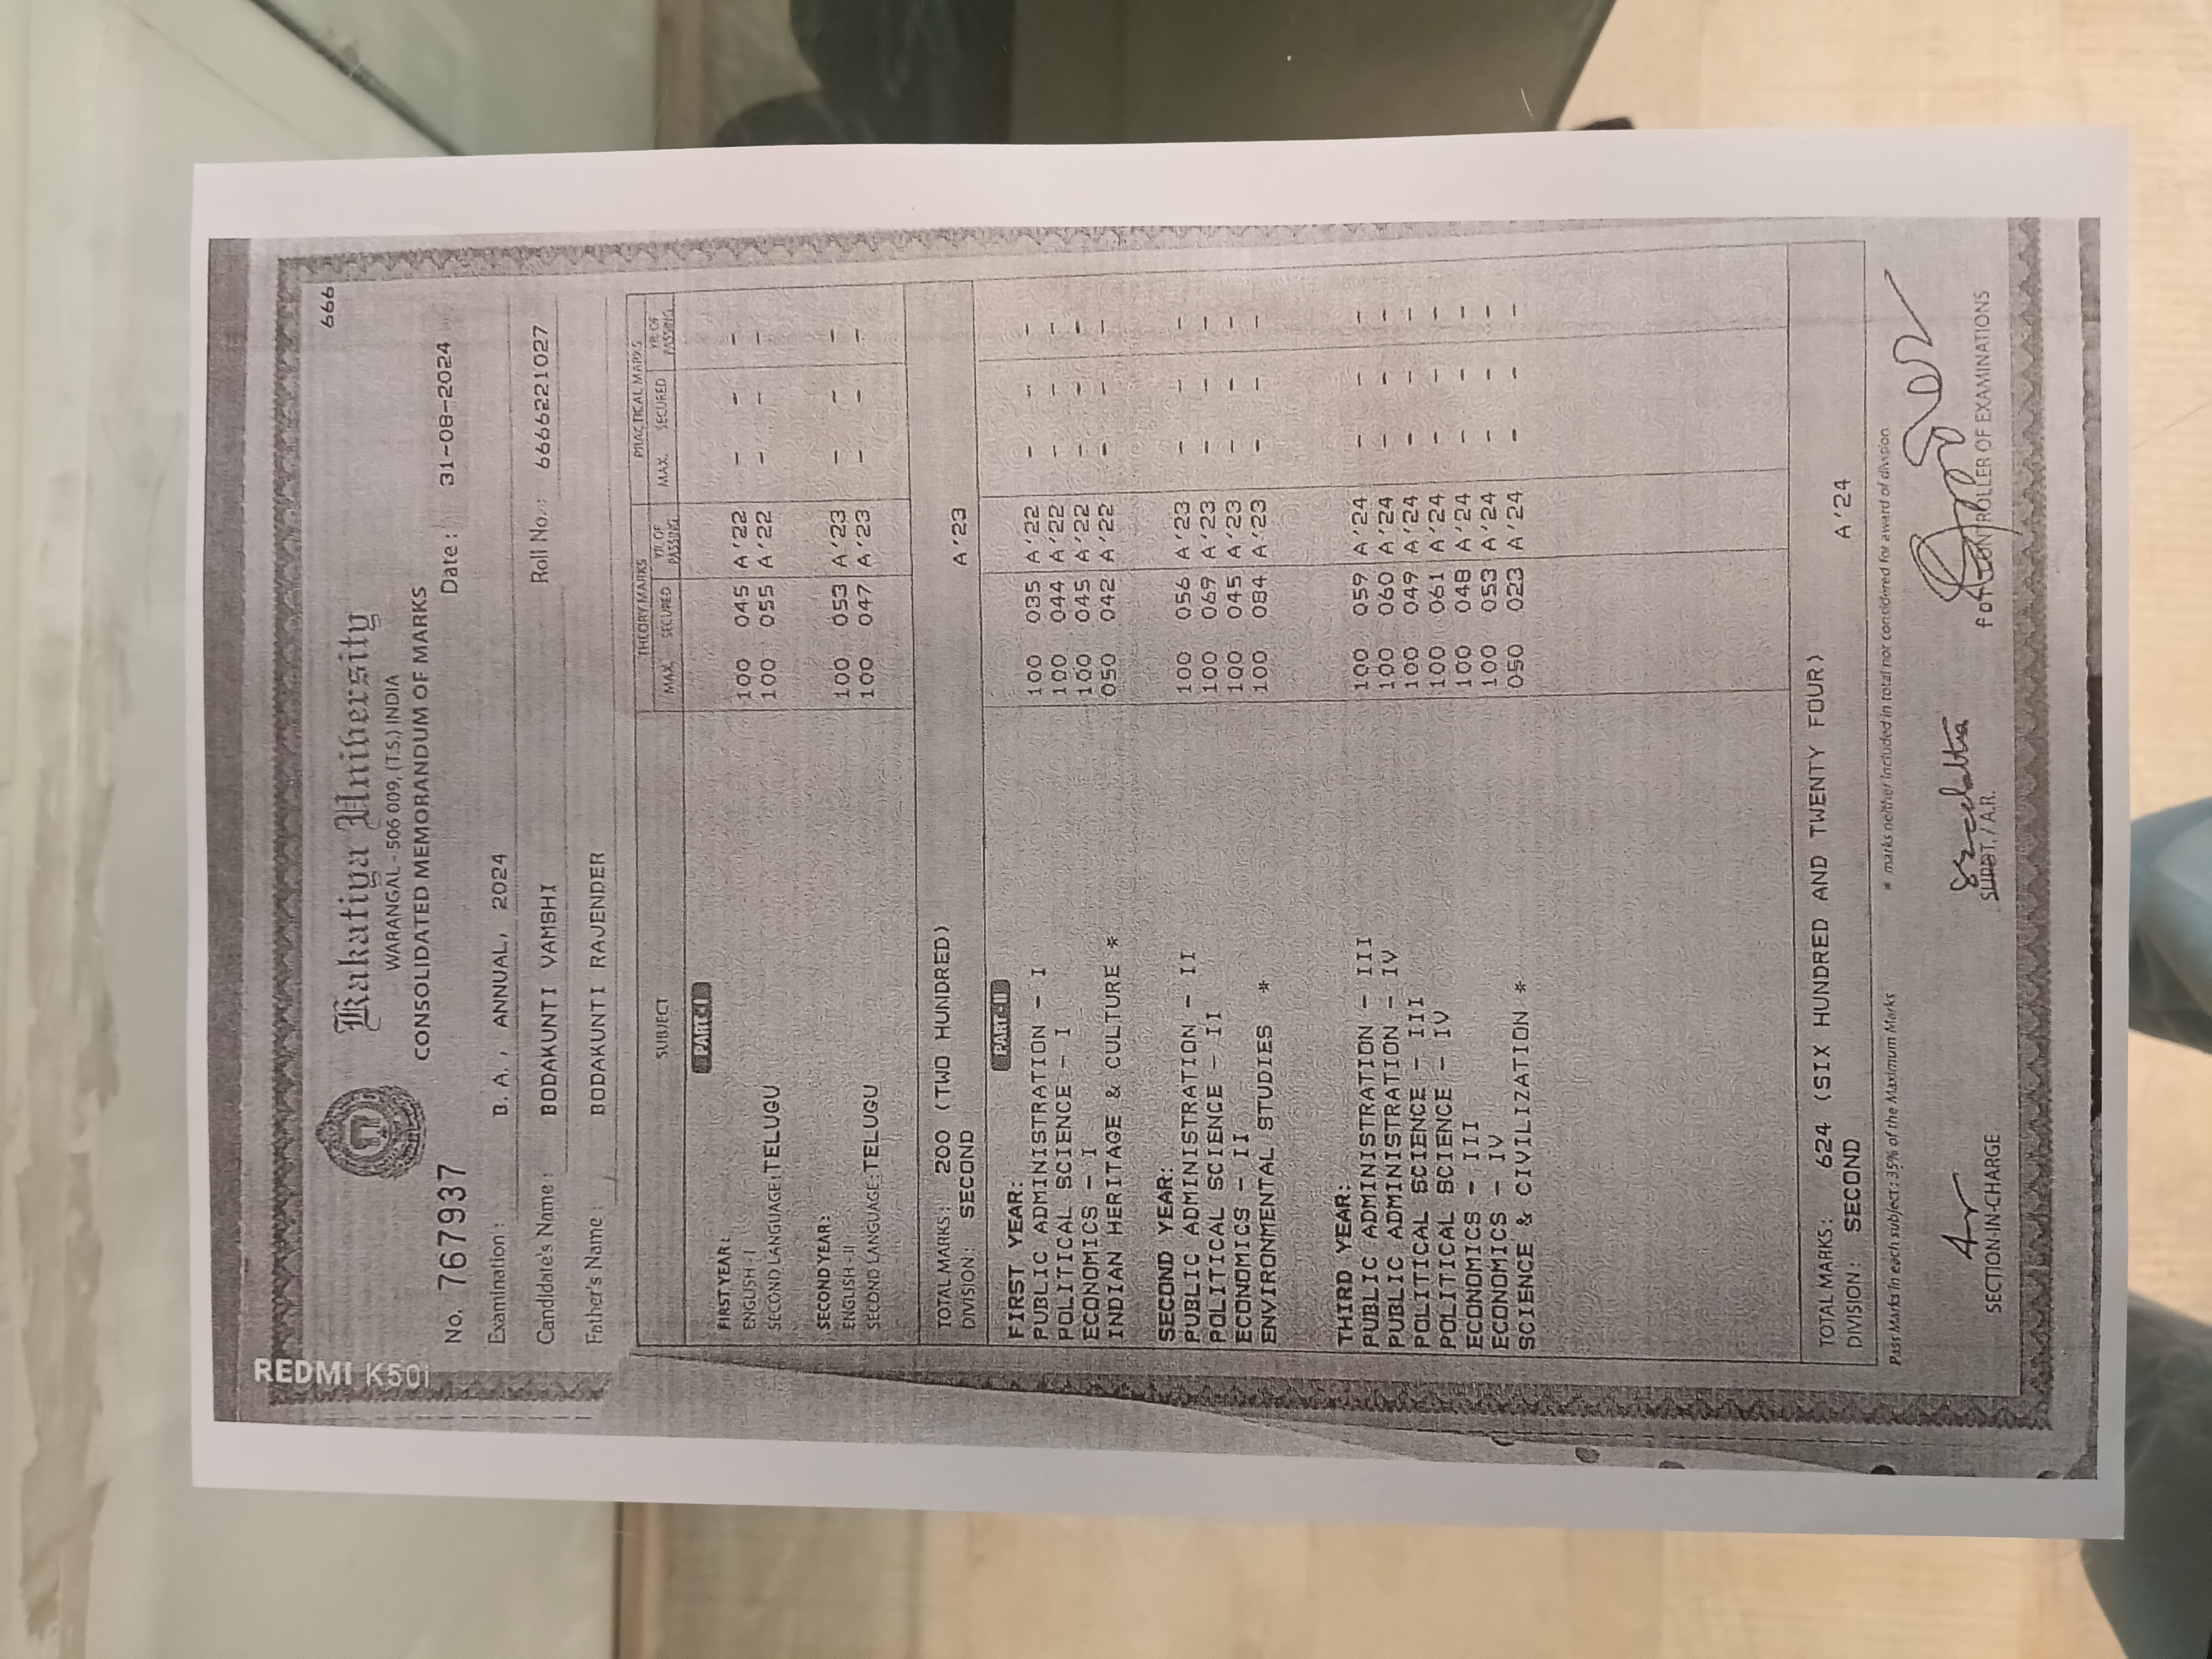 666
Kakatiya University
WARANGAL - 506 009, (T.S.) INDIA
CONSOLIDATED MEMORANDUM OF MARKS
No. 767937
Date : 31-08-2024
Examination : B.A., ANNUAL, 2024
Candidate's Name : BODAKUNTI VAMSHI
Roll No. : 6666221027
Father's Name : BODAKUNTI RAJENDER
SUBJECT THEORY MARKS PRACTICAL MARKS
MAX. SECURED YR. OF PASSING MAX. SECURED YR. OF PASSING
PART-I
FIRST YEAR :
ENGLISH - I 100 045 A'22 - - -
SECOND LANGUAGE : TELUGU 100 055 A'22 - - -
SECOND YEAR :
ENGLISH - II 100 053 A'23 - - -
SECOND LANGUAGE : TELUGU 100 047 A'23 - - -
TOTAL MARKS : 200 (TWO HUNDRED)
DIVISION : SECOND A'23
PART-II
FIRST YEAR:
PUBLIC ADMINISTRATION - I 100 035 A'22 - - -
POLITICAL SCIENCE - I 100 044 A'22 - - -
ECONOMICS - I 100 045 A'22 - - -
INDIAN HERITAGE & CULTURE * 050 042 A'22 - - -
SECOND YEAR:
PUBLIC ADMINISTRATION - II 100 056 A'23 - - -
POLITICAL SCIENCE - II 100 069 A'23 - - -
ECONOMICS - II 100 045 A'23 - - -
ENVIRONMENTAL STUDIES * 100 084 A'23 - - -
THIRD YEAR:
PUBLIC ADMINISTRATION - III 100 059 A'24 - - -
PUBLIC ADMINISTRATION - IV 100 060 A'24 - - -
POLITICAL SCIENCE - III 100 049 A'24 - - -
POLITICAL SCIENCE - IV 100 061 A'24 - - -
ECONOMICS - III 100 048 A'24 - - -
ECONOMICS - IV 100 053 A'24 - - -
SCIENCE & CIVILIZATION * 050 023 A'24 - - -
TOTAL MARKS : 624 (SIX HUNDRED AND TWENTY FOUR)
DIVISION : SECOND A'24
Pass Marks in each subject : 35% of the Maximum Marks * marks neither included in total nor considered for award of division
SECTION-IN-CHARGE SUPDT. / A.R. for CONTROLLER OF EXAMINATIONS
REDMI K50i